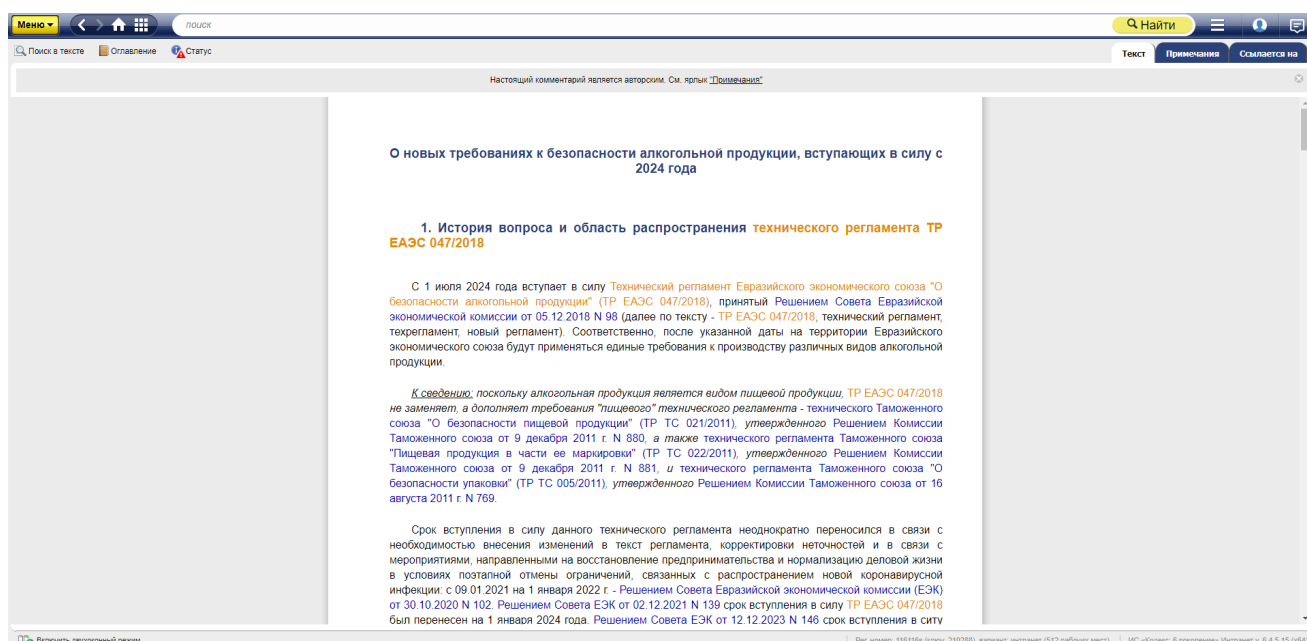 Меню
поиск
Найти
Поиск в тексте
Оглавление
Статус
Текст
Примечания
Ссылается на
Настоящий комментарий является авторским. См. ярлык "Примечания"
О новых требованиях к безопасности алкогольной продукции, вступающих в силу с
2024 года
1. История вопроса и область распространения технического регламента ТР
ЕАЭС 047/2018
С 1 июля 2024 года вступает в силу Технический регламент Евразийского экономического союза "О
безопасности алкогольной продукции" (ТР ЕАЭС 047/2018), принятый Решением Совета Евразийской
экономической комиссии от 05.12.2018 N 98 (далее по тексту - ТР ЕАЭС 047/2018, технический регламент,
техрегламент, новый регламент). Соответственно, после указанной даты на территории Евразийского
экономического союза будут применяться единые требования к производству различных видов алкогольной
продукции.
К сведению: поскольку алкогольная продукция является видом пищевой продукции, ТР ЕАЭС 047/2018
не заменяет, а дополняет требования "пищевого" технического регламента - технического Таможенного
союза "О безопасности пищевой продукции" (ТР ТС 021/2011), утвержденного Решением Комиссии
Таможенного союза от 9 декабря 2011 г. N 880, а также технического регламента Таможенного союза
"Пищевая продукция в части ее маркировки" (ТР ТС 022/2011), утвержденного Решением Комиссии
Таможенного союза от 9 декабря 2011 г. N 881, и технического регламента Таможенного союза "О
безопасности упаковки" (ТР ТС 005/2011), утвержденного Решением Комиссии Таможенного союза от 16
августа 2011 г. N 769.
Срок вступления в силу данного технического регламента неоднократно переносился в связи с
необходимостью внесения изменений в текст регламента, корректировки неточностей и в связи с
мероприятиями, направленными на восстановление предпринимательства и нормализацию деловой жизни
в условиях поэтапной отмены ограничений, связанных с распространением новой коронавирусной
инфекции: с 09.01.2021 на 1 января 2022 г. - Решением Совета Евразийской экономической комиссии (ЕЭК)
от 30.10.2020 N 102. Решением Совета ЕЭК от 02.12.2021 N 139 срок вступления в силу ТР ЕАЭС 047/2018
был перенесен на 1 января 2024 года. Решением Совета ЕЭК от 12.12.2023 N 146 срок вступления в силу
Включить двухоконный режим